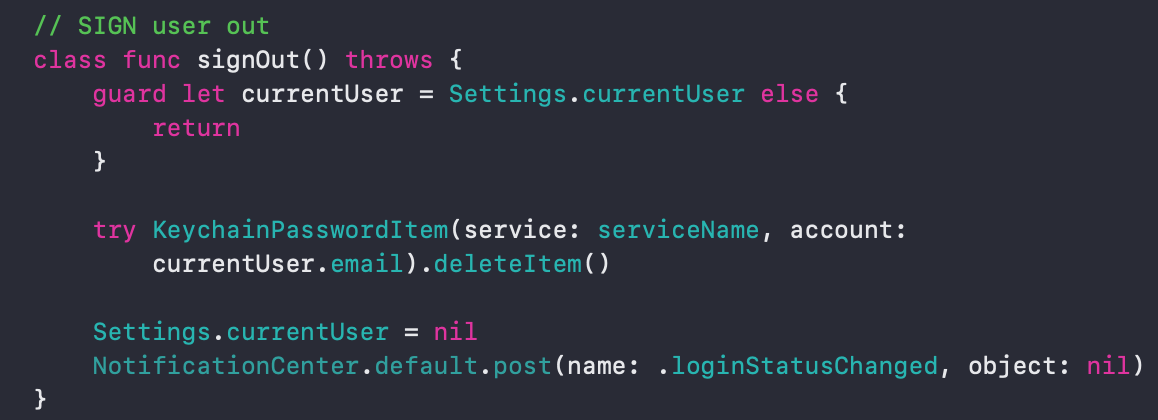 // SIGN user out
class func signOut() throws {
guard let currentUser = Settings.currentUser else {
return
}
try KeychainPasswordItem(service: serviceName, account:
currentUser.email).deleteItem()
Settings.currentUser = nil
NotificationCenter.default.post(name: .loginStatusChanged, object: nil)
}